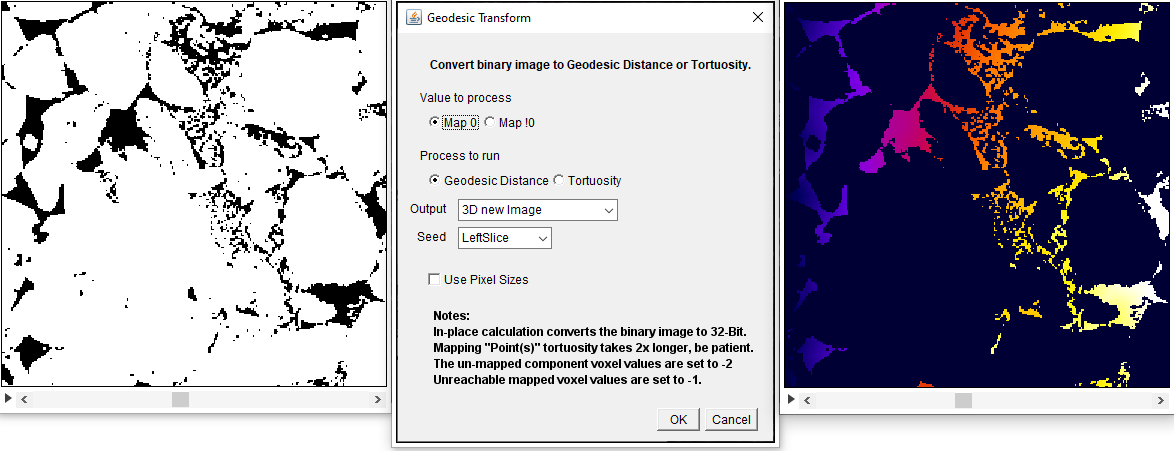 Geodesic Transform
Convert binary image to Geodesic Distance or Tortuosity.
Value to process
Map 0 Map !0
Process to run
Geodesic Distance Tortuosity
Output 3D new Image
Seed LeftSlice
Use Pixel Sizes
Notes:
In-place calculation converts the binary image to 32-Bit.
Mapping "Point(s)" tortuosity takes 2x longer, be patient.
The un-mapped component voxel values are set to -2
Unreachable mapped voxel values are set to -1.
OK Cancel